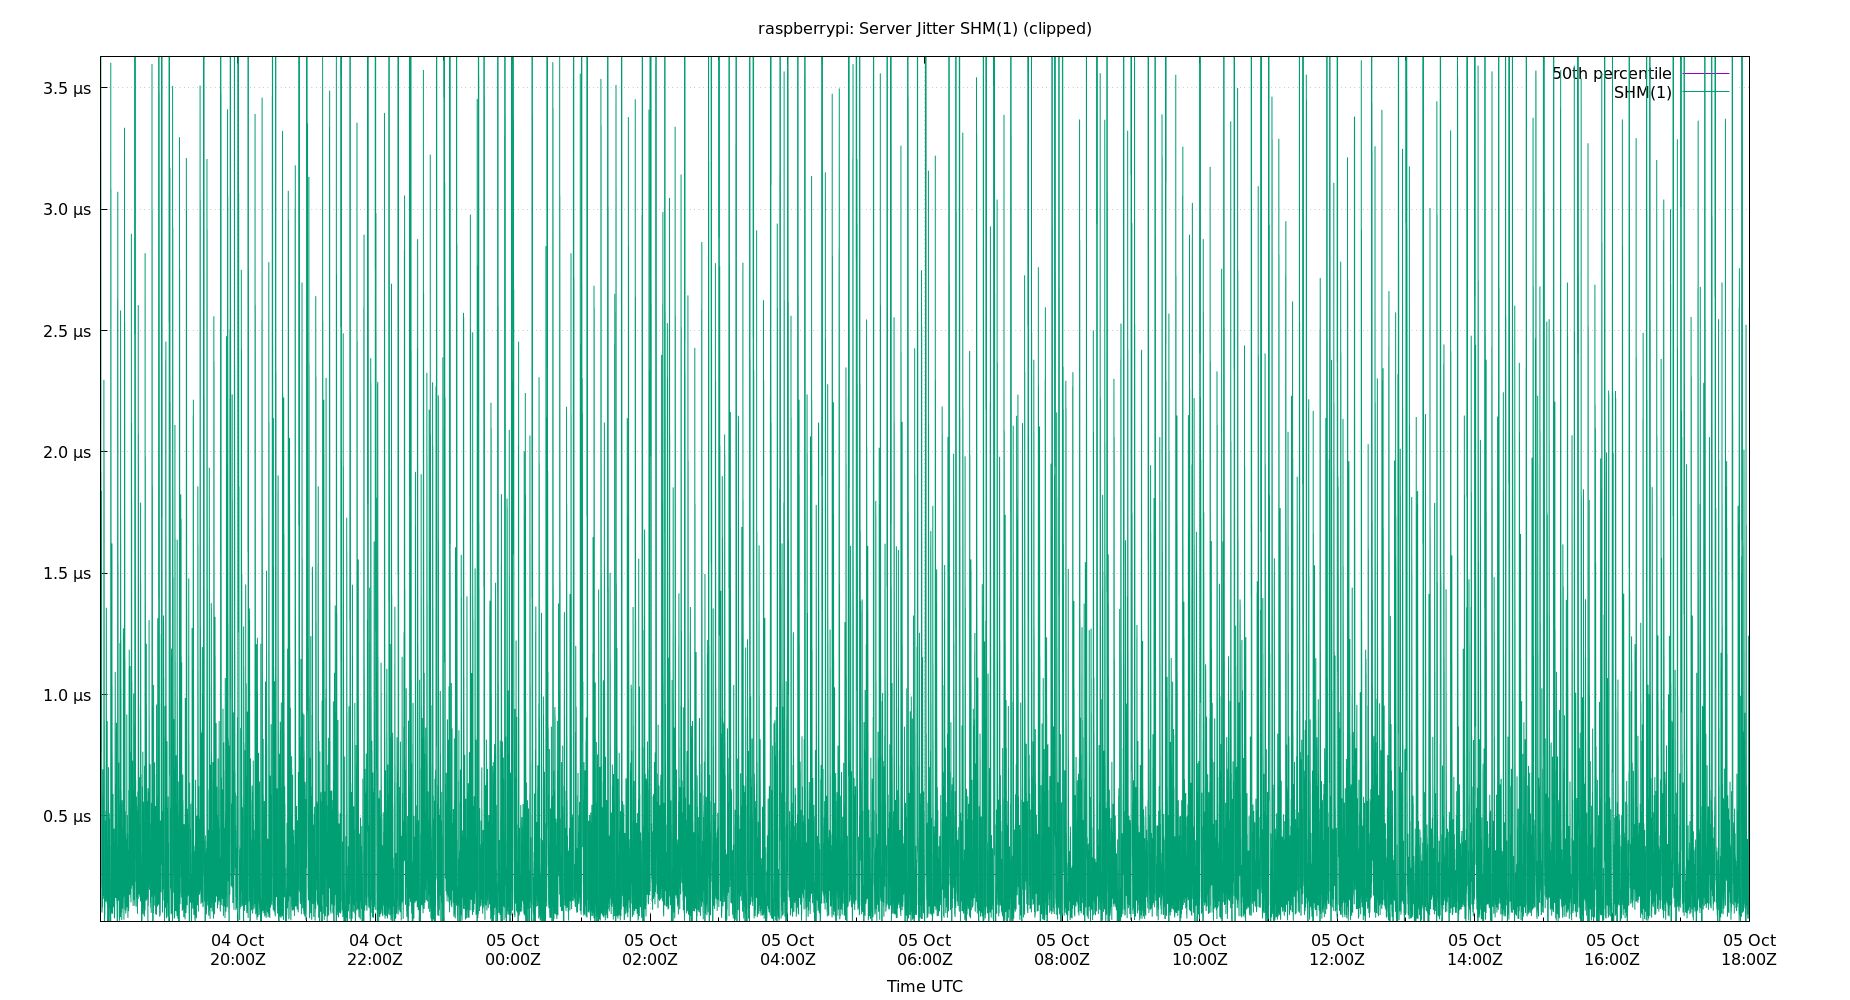 raspberrypi: Server Jitter SHM(1) (clipped)
50th percentile
SHM(1)
3.5 µs
3.0 µs
2.5 µs
2.0 µs
1.5 µs
1.0 µs
0.5 µs
04 Oct 04 Oct 05 Oct 05 Oct 05 Oct 05 Oct 05 Oct 05 Oct 05 Oct 05 Oct 05 Oct 05 Oct
20:00Z 22:00Z 00:00Z 02:00Z 04:00Z 06:00Z 08:00Z 10:00Z 12:00Z 14:00Z 16:00Z 18:00Z
Time UTC